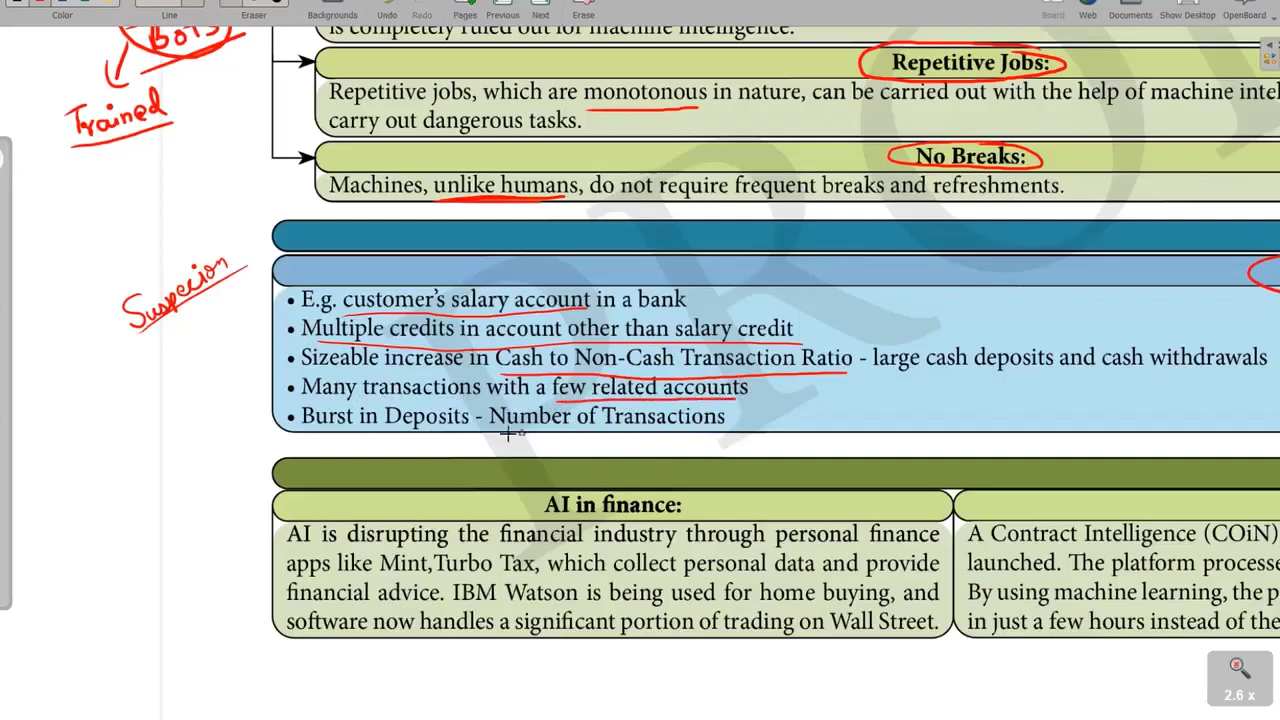 Color Line Eraser Backgrounds Undo Redo Pages Previous Next Erase Board Web Documents Show Desktop OpenBoard
Bots
is completely ruled out for machine intelligence.
Repetitive Jobs:
Trained
Repetitive jobs, which are monotonous in nature, can be carried out with the help of machine intel
carry out dangerous tasks.
No Breaks:
Machines, unlike humans, do not require frequent breaks and refreshments.
Suspecion
• E.g. customer's salary account in a bank
• Multiple credits in account other than salary credit
• Sizeable increase in Cash to Non-Cash Transaction Ratio - large cash deposits and cash withdrawals
• Many transactions with a few related accounts
• Burst in Deposits - Number of Transactions
AI in finance:
AI is disrupting the financial industry through personal finance
apps like Mint,Turbo Tax, which collect personal data and provide
financial advice. IBM Watson is being used for home buying, and
software now handles a significant portion of trading on Wall Street.
A Contract Intelligence (COiN)
launched. The platform processe
By using machine learning, the p
in just a few hours instead of the
2.6 x